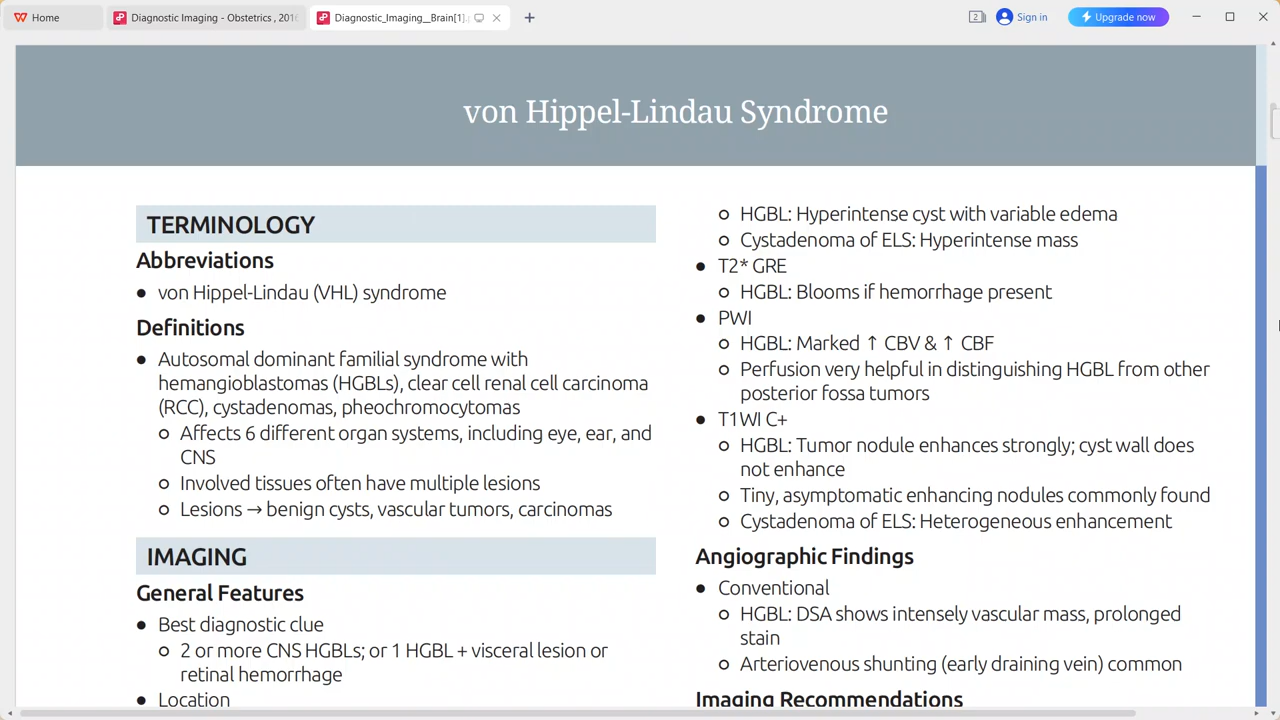 Home
Diagnostic Imaging - Obstetrics , 2016
Diagnostic_Imaging__Brain[1].
2
Sign in
Upgrade now
von Hippel-Lindau Syndrome
TERMINOLOGY
Abbreviations
● von Hippel-Lindau (VHL) syndrome
Definitions
● Autosomal dominant familial syndrome with
hemangioblastomas (HGBLs), clear cell renal cell carcinoma
(RCC), cystadenomas, pheochromocytomas
○ Affects 6 different organ systems, including eye, ear, and
CNS
○ Involved tissues often have multiple lesions
○ Lesions → benign cysts, vascular tumors, carcinomas
IMAGING
General Features
● Best diagnostic clue
○ 2 or more CNS HGBLs; or 1 HGBL + visceral lesion or
retinal hemorrhage
● Location
○ HGBL: Hyperintense cyst with variable edema
○ Cystadenoma of ELS: Hyperintense mass
● T2* GRE
○ HGBL: Blooms if hemorrhage present
● PWI
○ HGBL: Marked ↑ CBV & ↑ CBF
○ Perfusion very helpful in distinguishing HGBL from other
posterior fossa tumors
● T1WI C+
○ HGBL: Tumor nodule enhances strongly; cyst wall does
not enhance
○ Tiny, asymptomatic enhancing nodules commonly found
○ Cystadenoma of ELS: Heterogeneous enhancement
Angiographic Findings
● Conventional
○ HGBL: DSA shows intensely vascular mass, prolonged
stain
○ Arteriovenous shunting (early draining vein) common
Imaging Recommendations